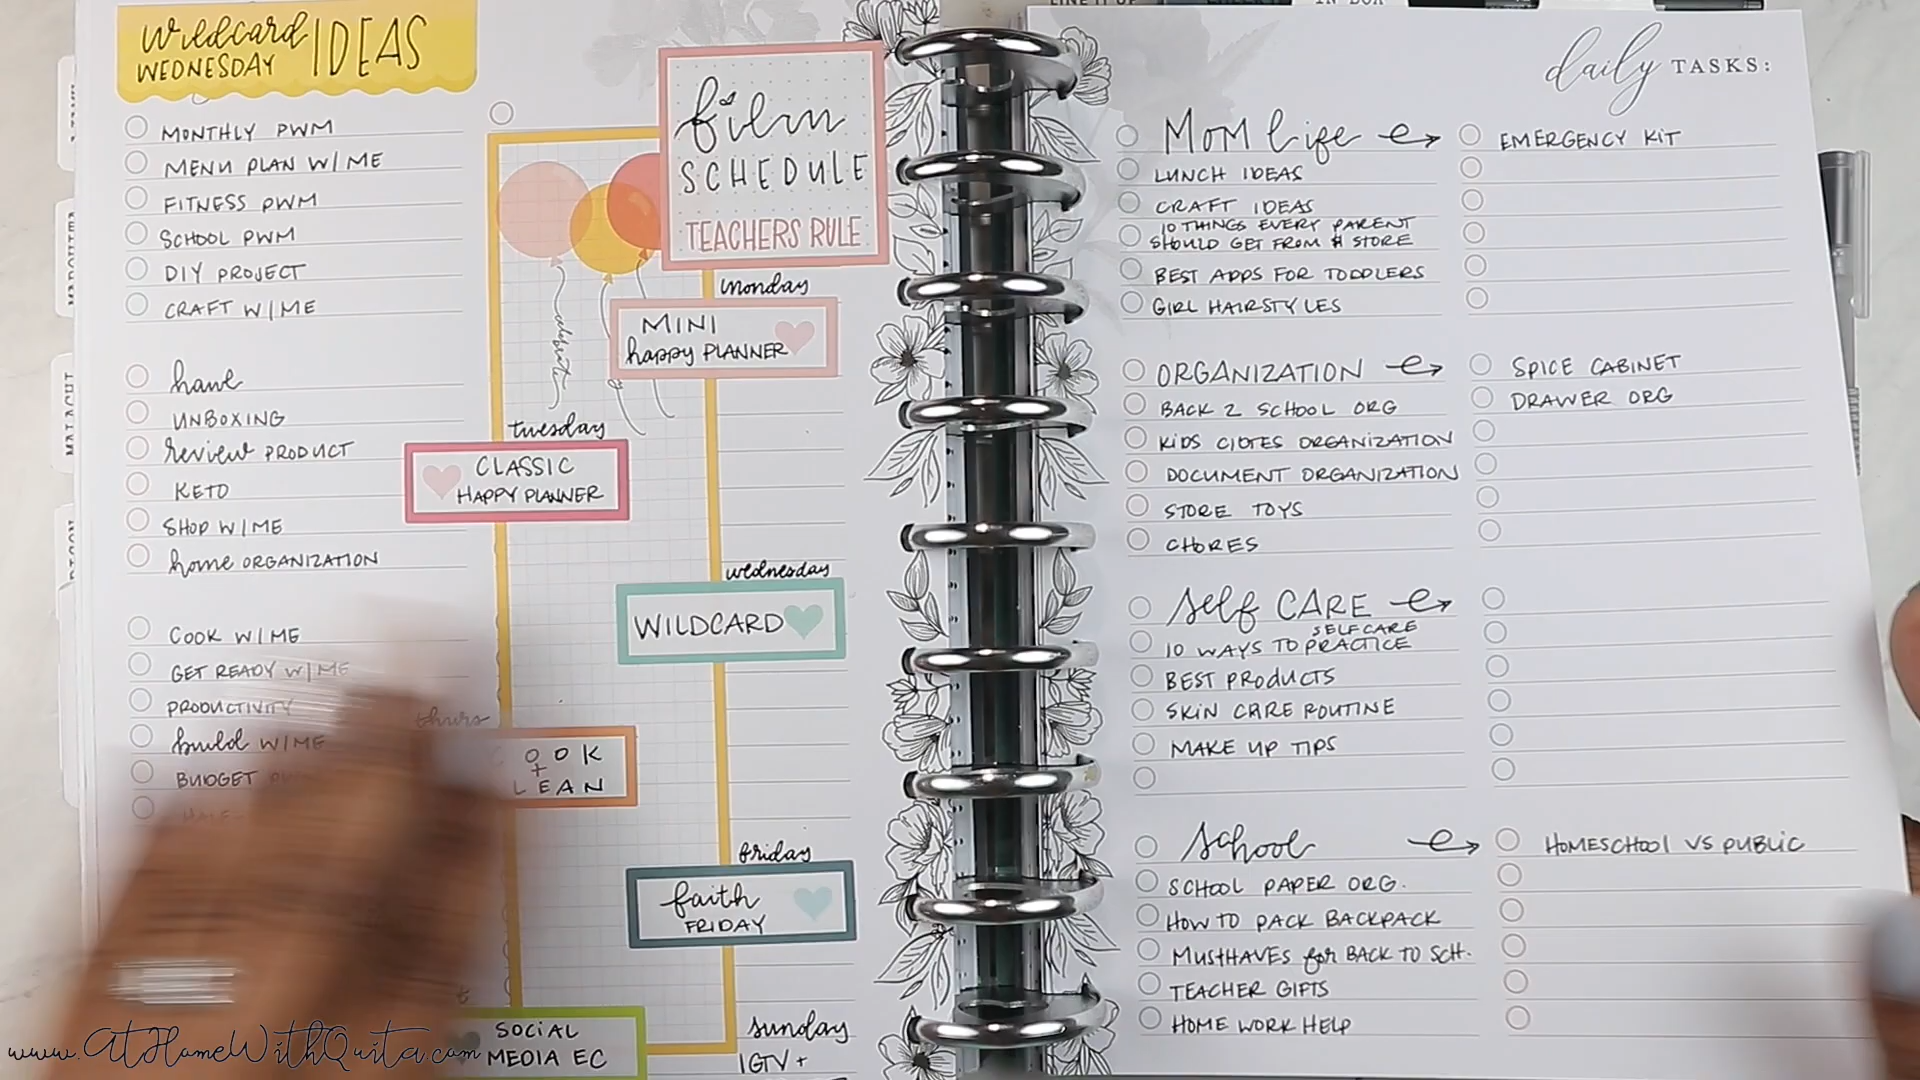 wildcard
WEDNESDAY IDEAS
MONTHLY PWM
MENU PLAN W/ME
FITNESS PWM
SCHOOL PWM
DIY PROJECT
CRAFT W/ME
haul
UNBOXING
review PRODUCT
KETO
SHOP W/ME
home ORGANIZATION
COOK W/ME
GET READY W/ME
PRODUCTIVITY
build W/ME
BUDGET
film
SCHEDULE
TEACHERS RULE
monday
MINI
happy PLANNER
celebrate
tuesday
CLASSIC
HAPPY PLANNER
wednesday
WILDCARD
thurs
OOK
+
LEAN
friday
faith
FRIDAY
SOCIAL
MEDIA EC
sunday
IGTV +
www.AtHomeWithQuita.com
IN BOX
daily TASKS:
MOM life
EMERGENCY KIT
LUNCH IDEAS
CRAFT IDEAS
10 THINGS EVERY PARENT
SHOULD GET FROM $ STORE
BEST APPS FOR TODDLERS
GIRL HAIRSTYLES
ORGANIZATION
SPICE CABINET
BACK 2 SCHOOL ORG
DRAWER ORG
KIDS CLOTES ORGANIZATION
DOCUMENT ORGANIZATION
STORE TOYS
CHORES
self CARE
SELFCARE
10 WAYS TO PRACTICE
BEST PRODUCTS
SKIN CARE ROUTINE
MAKE UP TIPS
school
HOMESCHOOL VS PUBLIC
SCHOOL PAPER ORG.
HOW TO PACK BACKPACK
MUSTHAVES for BACK TO SCH.
TEACHER GIFTS
HOME WORK HELP